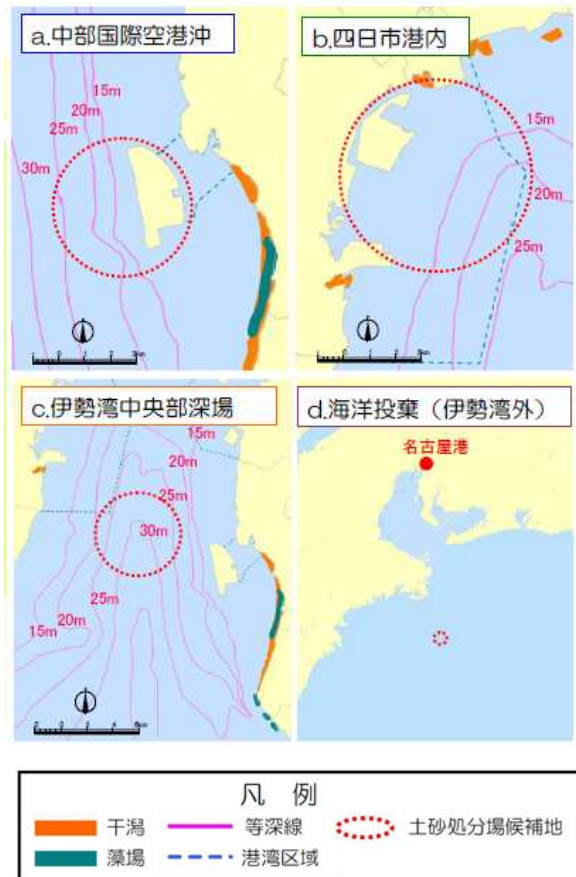 a.中部国際空港沖
15m
20m
25m
30m
b.四日市港内
15m
20m
25m
c.伊勢湾中央部深場
15m
20m
25m
30m
25m
20m
15m
d.海洋投棄（伊勢湾外）
名古屋港
凡 例
干潟
等深線
土砂処分場候補地
藻場
港湾区域